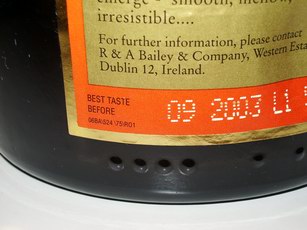 emerge - smooth, mellow,
irresistible....
For further information, please contact
R & A Bailey & Company, Western Esta
Dublin 12, Ireland.
BEST TASTE
BEFORE
09 2003 L1